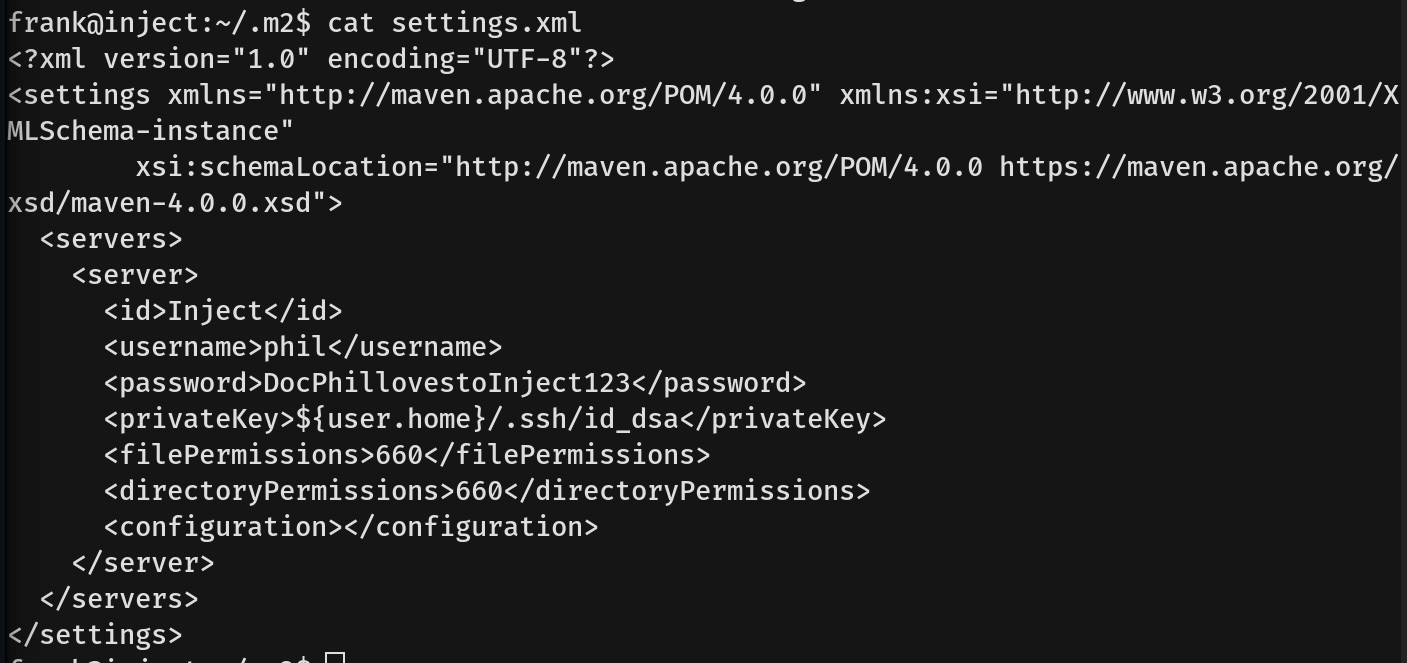 frank@inject:~/.m2$ cat settings.xml
<?xml version="1.0" encoding="UTF-8"?>
<settings xmlns="http://maven.apache.org/POM/4.0.0" xmlns:xsi="http://www.w3.org/2001/X
MLSchema-instance"
        xsi:schemaLocation="http://maven.apache.org/POM/4.0.0 https://maven.apache.org/
xsd/maven-4.0.0.xsd">
  <servers>
    <server>
      <id>Inject</id>
      <username>phil</username>
      <password>DocPhillovestoInject123</password>
      <privateKey>${user.home}/.ssh/id_dsa</privateKey>
      <filePermissions>660</filePermissions>
      <directoryPermissions>660</directoryPermissions>
      <configuration></configuration>
    </server>
  </servers>
</settings>